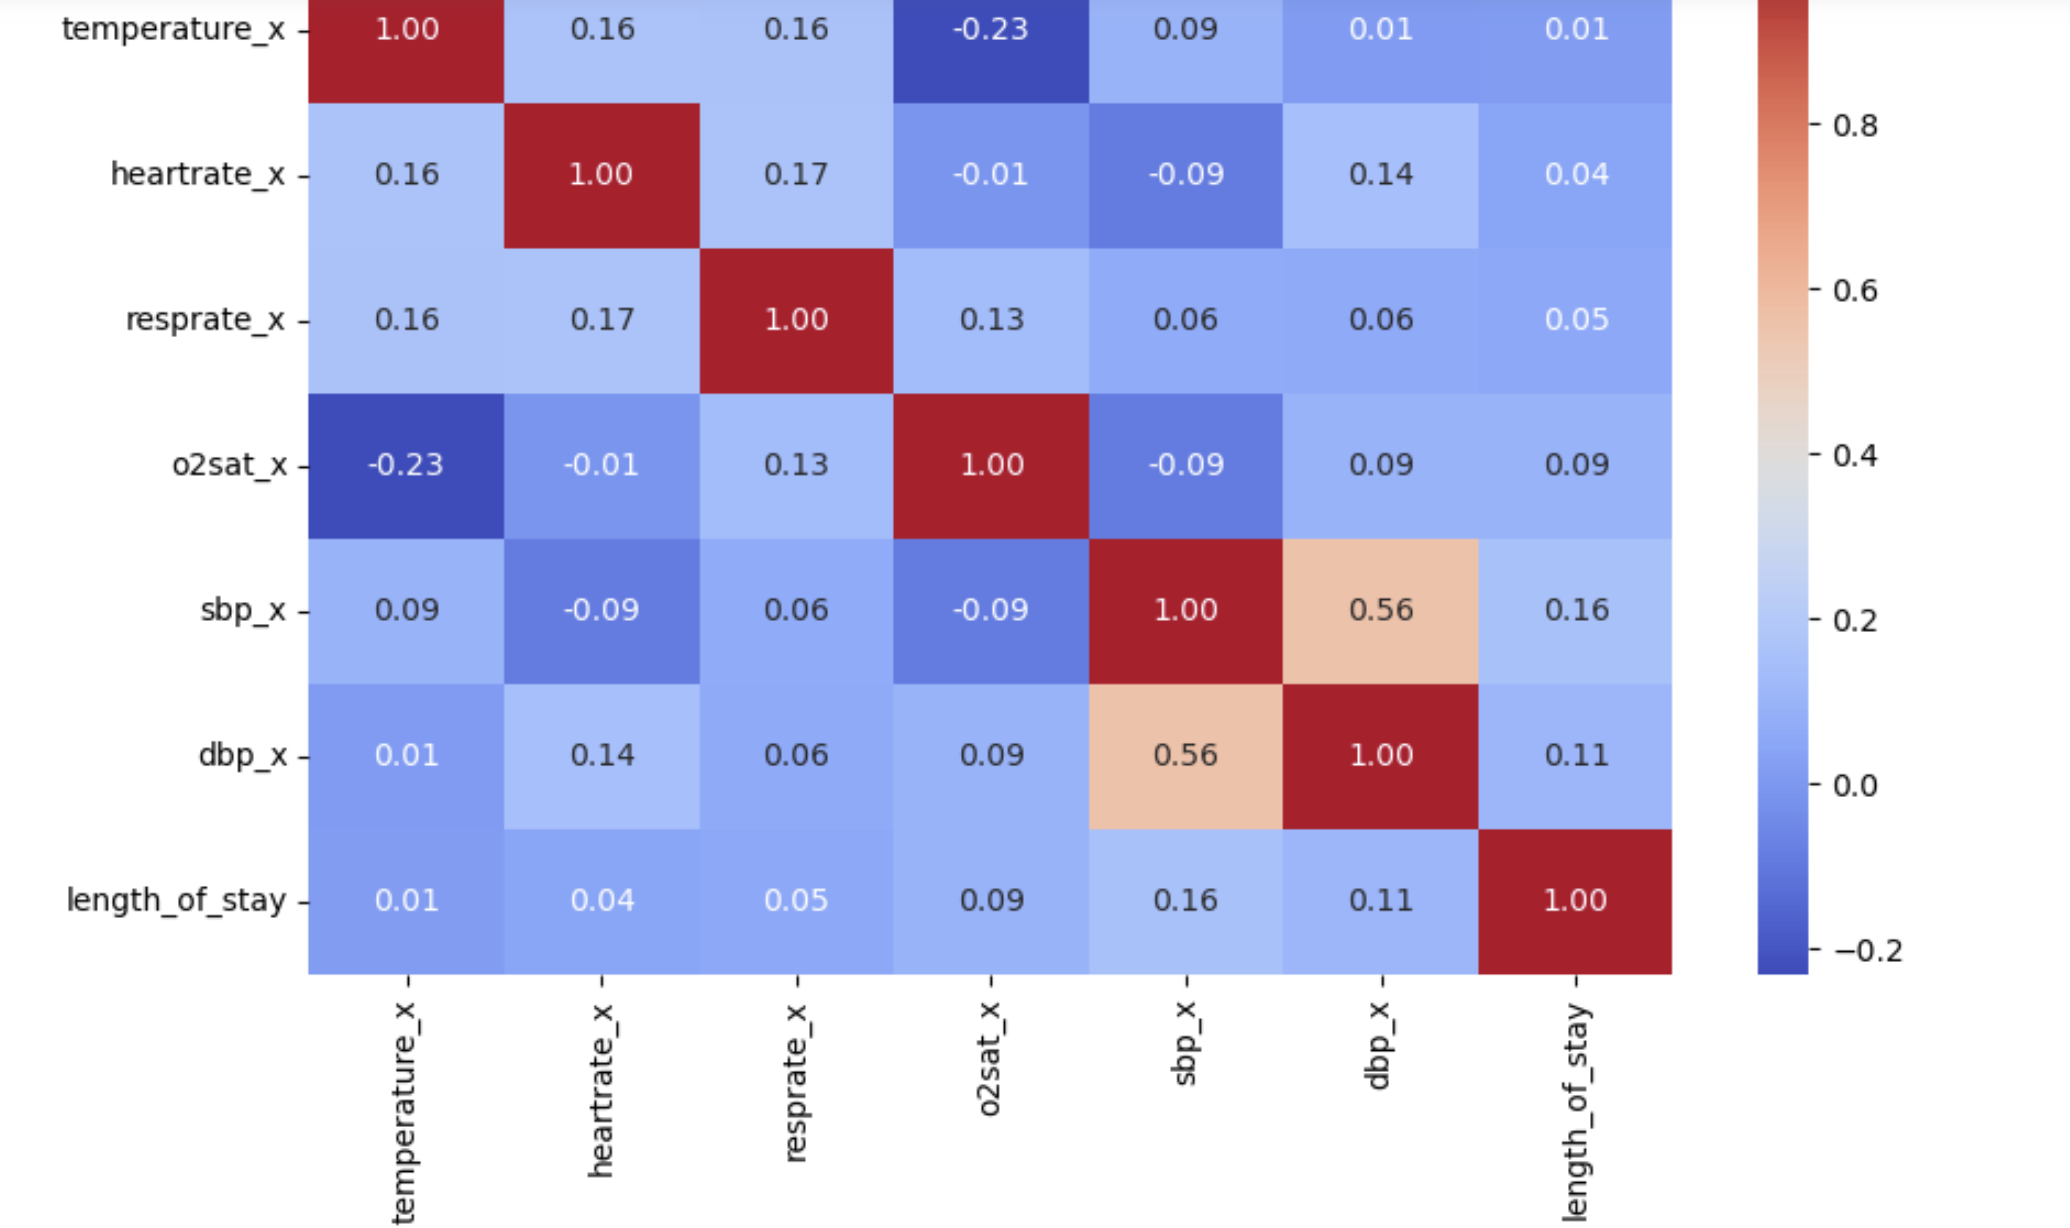 temperature_x 1.00 0.16 0.16 -0.23 0.09 0.01 0.01
heartrate_x 0.16 1.00 0.17 -0.01 -0.09 0.14 0.04
resprate_x 0.16 0.17 1.00 0.13 0.06 0.06 0.05
o2sat_x -0.23 -0.01 0.13 1.00 -0.09 0.09 0.09
sbp_x 0.09 -0.09 0.06 -0.09 1.00 0.56 0.16
dbp_x 0.01 0.14 0.06 0.09 0.56 1.00 0.11
length_of_stay 0.01 0.04 0.05 0.09 0.16 0.11 1.00
temperature_x
heartrate_x
resprate_x
o2sat_x
sbp_x
dbp_x
length_of_stay
0.8
0.6
0.4
0.2
0.0
−0.2